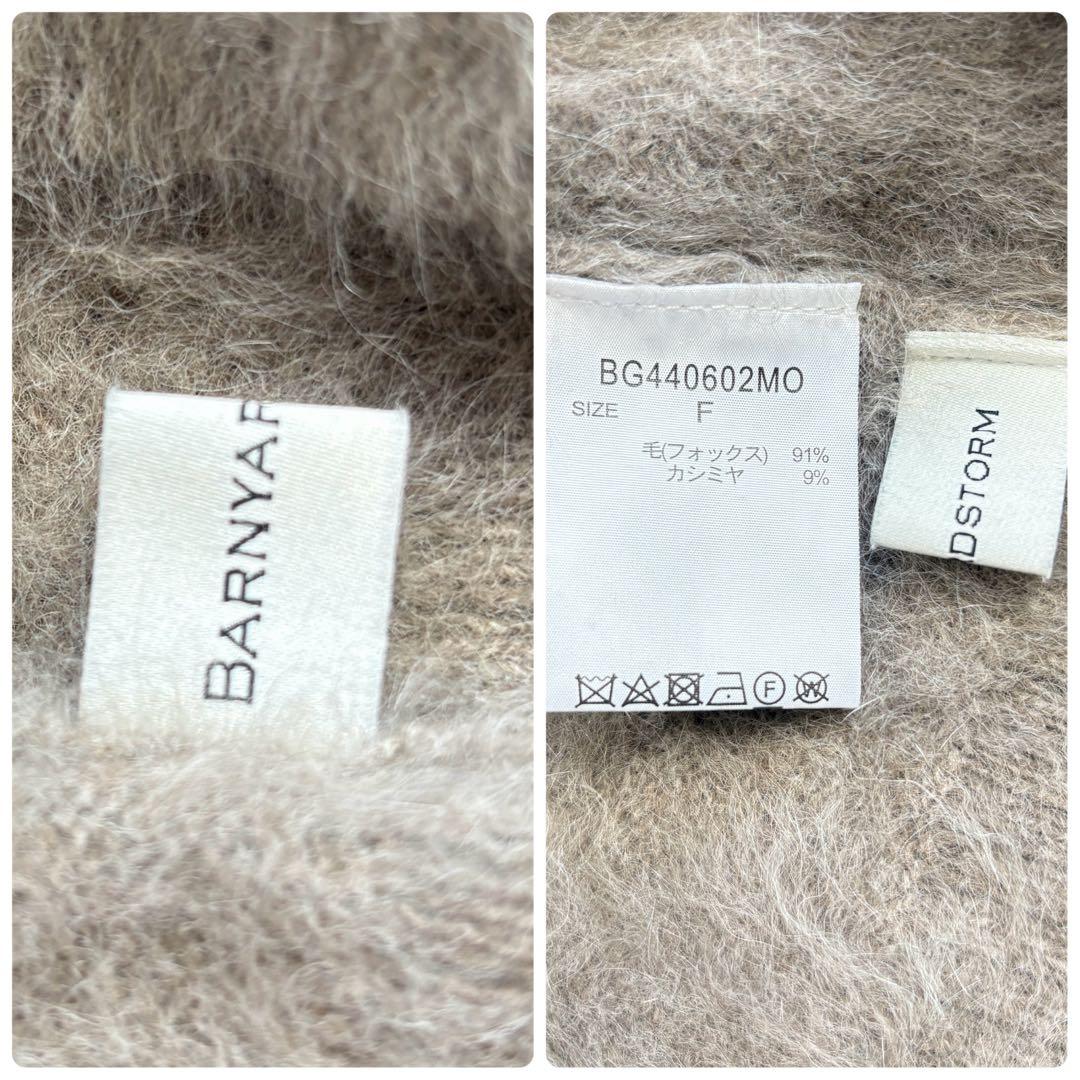 BARNYAR
BG440602MO
SIZE F
毛(フォックス) 91%
カシミヤ 9%
F W
DSTORM